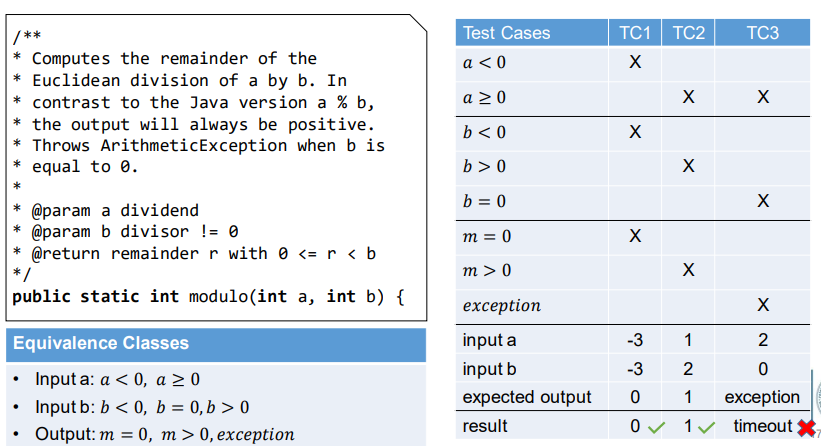 /**
* Computes the remainder of the
* Euclidean division of a by b. In
* contrast to the Java version a % b,
* the output will always be positive.
* Throws ArithmeticException when b is
* equal to 0.
*
* @param a dividend
* @param b divisor != 0
* @return remainder r with 0 <= r < b
*/
public static int modulo(int a, int b) {
Equivalence Classes
• Input a: a < 0, a ≥ 0
• Input b: b < 0, b = 0, b > 0
• Output: m = 0, m > 0, exception
Test Cases TC1 TC2 TC3
a < 0 X
a ≥ 0 X X
b < 0 X
b > 0 X
b = 0 X
m = 0 X
m > 0 X
exception X
input a -3 1 2
input b -3 2 0
expected output 0 1 exception
result 0 ✓ 1 ✓ timeout ✖
7